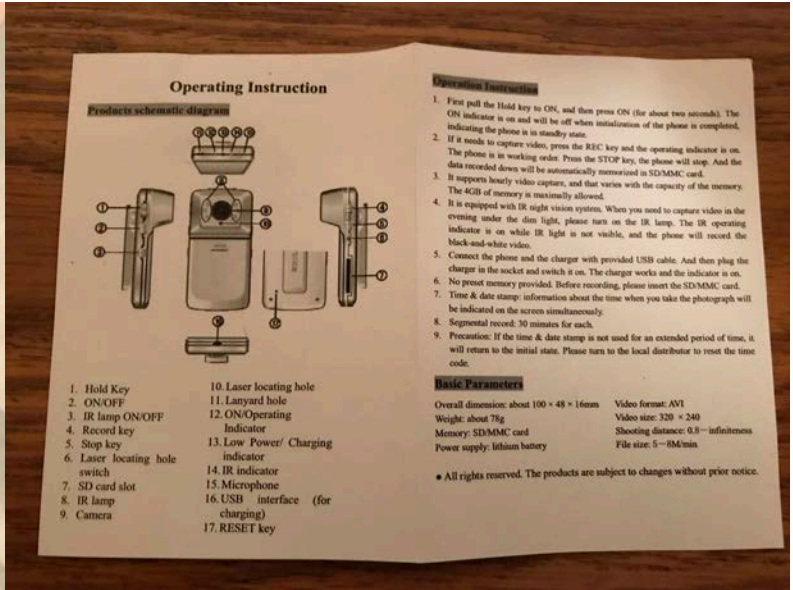 Operating Instruction
Products schematic diagram
1. Hold Key
2. ON/OFF
3. IR lamp ON/OFF
4. Record key
5. Stop key
6. Laser locating hole
switch
7. SD card slot
8. IR lamp
9. Camera
10. Laser locating hole
11. Lanyard hole
12. ON/Operating
Indicator
13. Low Power/ Charging
indicator
14. IR indicator
15. Microphone
16. USB interface (for
charging)
17. RESET key
Operation Instruction
1. First pull the Hold key to ON, and then press ON (for about two seconds). The
ON indicator is on and will be off when initialization of the phone is completed,
indicating the phone is in standby state.
2. If it needs to capture video, press the REC key and the operating indicator is on.
The phone is in working order. Press the STOP key, the phone will stop. And the
data recorded down will be automatically memorized in SD/MMC card.
3. It supports hourly video capture, and that varies with the capacity of the memory.
The 4GB of memory is maximally allowed.
4. It is equipped with IR night vision system. When you need to capture video in the
evening under the dim light, please turn on the IR lamp. The IR operating
indicator is on while IR light is not visible, and the phone will record the
black-and-white video.
5. Connect the phone and the charger with provided USB cable. And then plug the
charger in the socket and switch it on. The charger works and the indicator is on.
6. No preset memory provided. Before recording, please insert the SD/MMC card.
7. Time & date stamp: information about the time when you take the photograph will
be indicated on the screen simultaneously.
8. Segmental record: 30 minutes for each.
9. Precaution: If the time & date stamp is not used for an extended period of time, it
will return to the initial state. Please turn to the local distributor to reset the time
code.
Basic Parameters
Overall dimension: about 100 × 48 × 16mm Video format: AVI
Weight: about 78g Video size: 320 × 240
Memory: SD/MMC card Shooting distance: 0.8—infiniteness
Power supply: lithium battery File size: 5—8M/min
● All rights reserved. The products are subject to changes without prior notice.